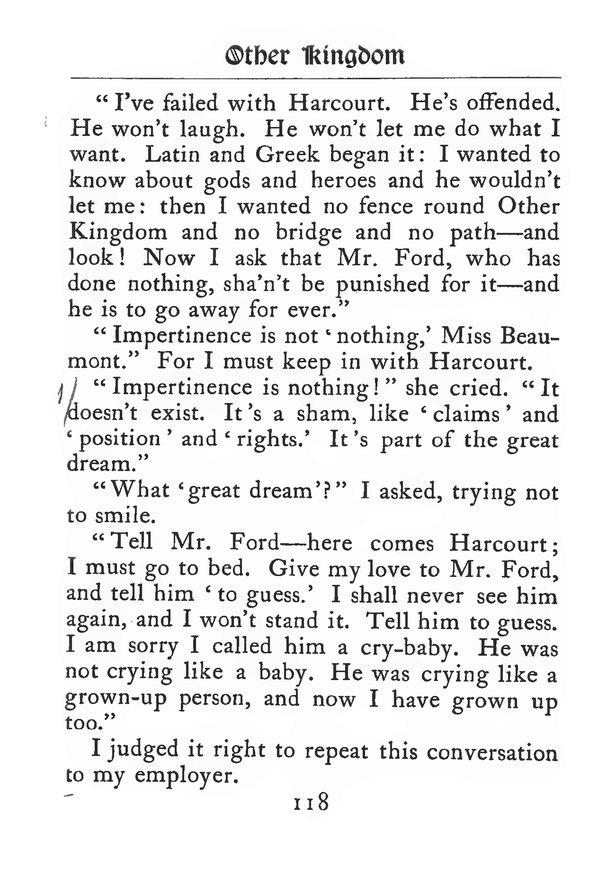 Other Kingdom
“ I’ve failed with Harcourt. He’s offended.
He won’t laugh. He won’t let me do what I
want. Latin and Greek began it: I wanted to
know about gods and heroes and he wouldn’t
let me: then I wanted no fence round Other
Kingdom and no bridge and no path—and
look! Now I ask that Mr. Ford, who has
done nothing, sha’n’t be punished for it—and
he is to go away for ever.”
“ Impertinence is not ‘ nothing,’ Miss Beau-
mont.” For I must keep in with Harcourt.
“ Impertinence is nothing! ” she cried. “ It
doesn’t exist. It’s a sham, like ‘ claims ’ and
‘ position ’ and ‘ rights.’ It’s part of the great
dream.”
“ What ‘ great dream ’? ” I asked, trying not
to smile.
“ Tell Mr. Ford—here comes Harcourt;
I must go to bed. Give my love to Mr. Ford,
and tell him ‘ to guess.’ I shall never see him
again, and I won’t stand it. Tell him to guess.
I am sorry I called him a cry-baby. He was
not crying like a baby. He was crying like a
grown-up person, and now I have grown up
too.”
I judged it right to repeat this conversation
to my employer.
118